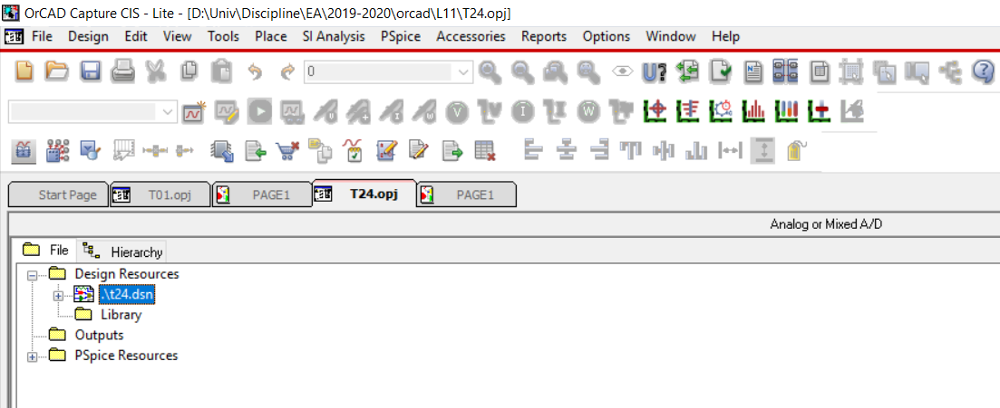 OrCAD Capture CIS - Lite - [D:\Univ\Discipline\EA\2019-2020\orcad\L11\T24.opj]
File Design Edit View Tools Place SI Analysis PSpice Accessories Reports Options Window Help
0 U?
V I W
Start Page T01.opj PAGE1 T24.opj PAGE1
Analog or Mixed A/D
File Hierarchy
Design Resources
.\t24.dsn
Library
Outputs
PSpice Resources